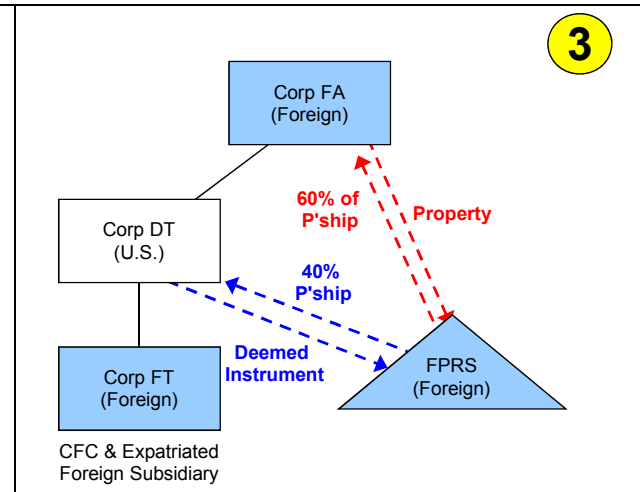 3
Corp FA
(Foreign)
60% of
P'ship
Property
Corp DT
(U.S.)
40%
P'ship
Deemed
Instrument
Corp FT
(Foreign)
FPRS
(Foreign)
CFC & Expatriated
Foreign Subsidiary